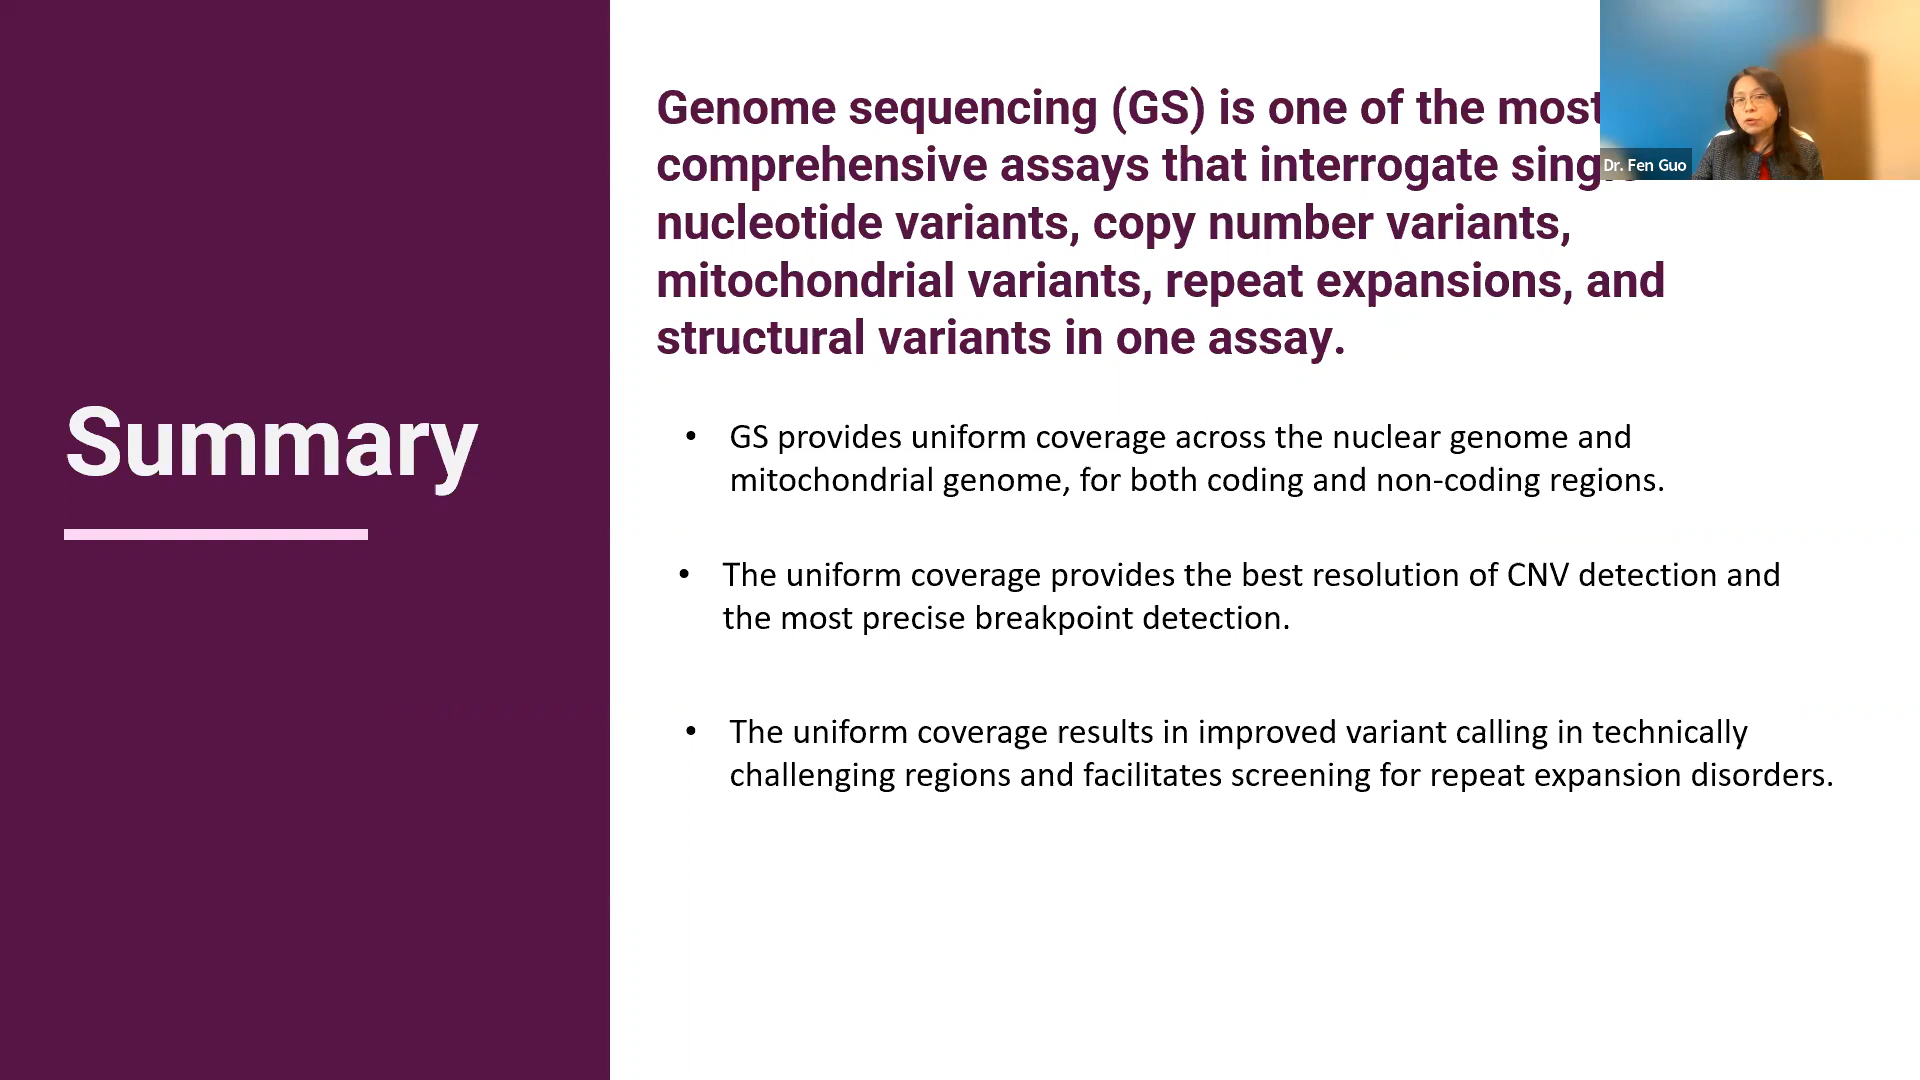 Summary
Genome sequencing (GS) is one of the most
comprehensive assays that interrogate
nucleotide variants, copy number variants,
mitochondrial variants, repeat expansions, and
structural variants in one assay.
• GS provides uniform coverage across the nuclear genome and
mitochondrial genome, for both coding and non-coding regions.
• The uniform coverage provides the best resolution of CNV detection and
the most precise breakpoint detection.
• The uniform coverage results in improved variant calling in technically
challenging regions and facilitates screening for repeat expansion disorders.
Dr. Fen Guo